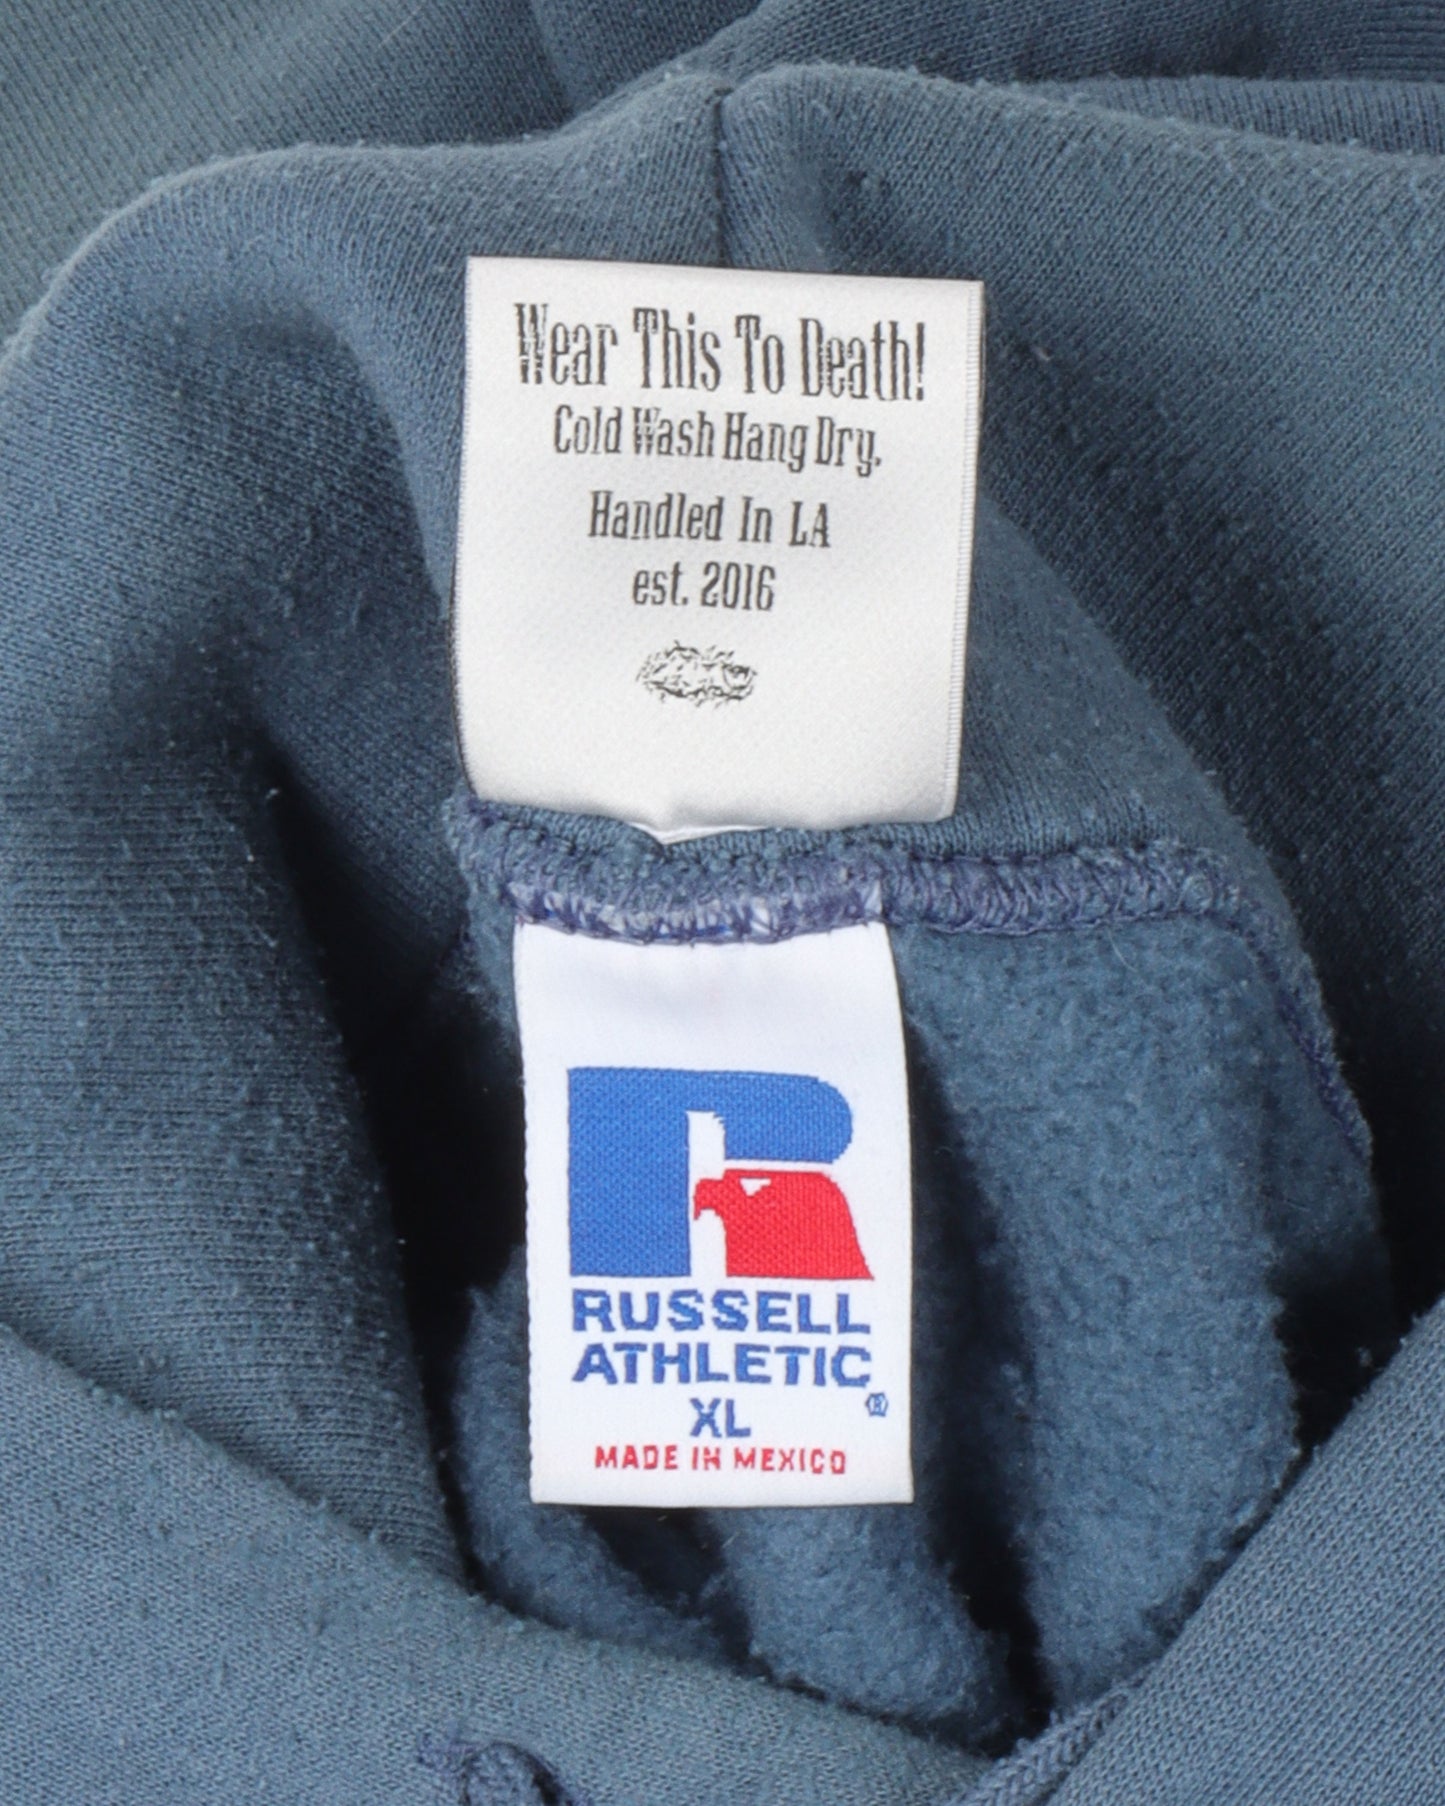 Wear This To Death!
Cold Wash Hang Dry.
Handled In LA
est. 2016
R
RUSSELL
ATHLETIC
®
XL
MADE IN MEXICO